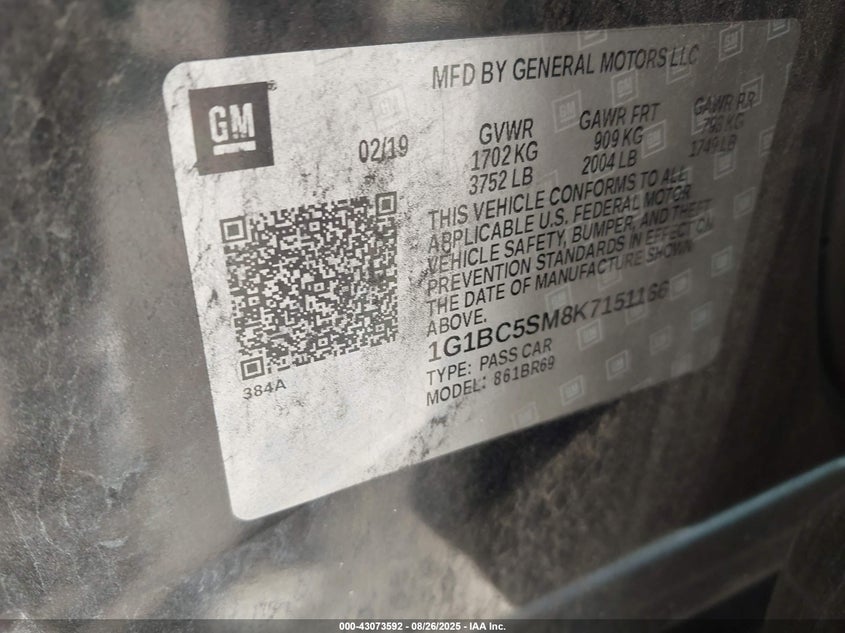 MFD BY GENERAL MOTORS LLC
GM
02/19
GVWR
1702 KG
3752 LB
GAWR FRT
909 KG
2004 LB
GAWR RR
793 KG
1749 LB
THIS VEHICLE CONFORMS TO ALL
APPLICABLE U.S. FEDERAL MOTOR
VEHICLE SAFETY, BUMPER, AND THEFT
PREVENTION STANDARDS IN EFFECT ON
THE DATE OF MANUFACTURE SHOWN
ABOVE.
1G1BC5SM8K7151166
TYPE: PASS CAR
MODEL: 861BR69
384A
000-43073592 - 08/26/2025 - IAA Inc.